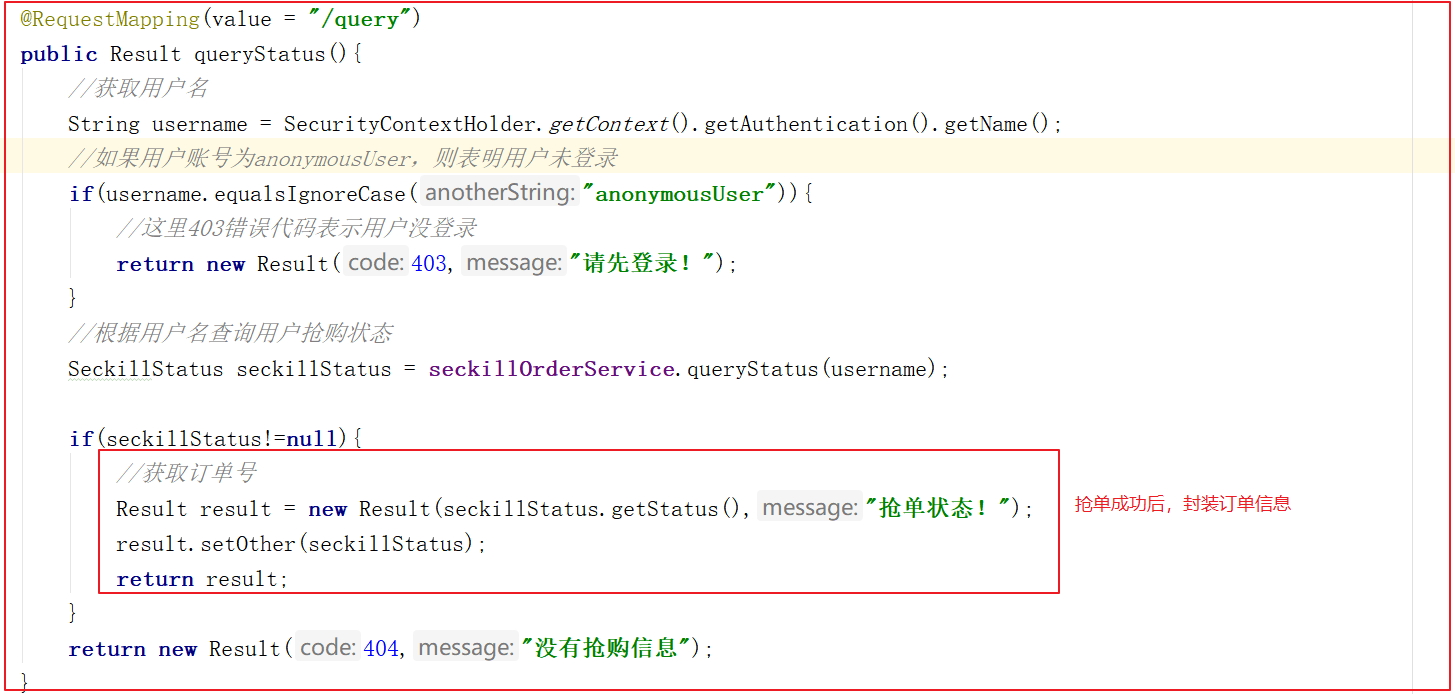 @RequestMapping(value = "/query")
public Result queryStatus(){
//获取用户名
String username = SecurityContextHolder.getContext().getAuthentication().getName();
//如果用户账号为anonymousUser，则表明用户未登录
if(username.equalsIgnoreCase( anotherString: "anonymousUser")){
//这里403错误代码表示用户没登录
return new Result( code: 403, message: "请先登录！");
}
//根据用户名查询用户抢购状态
SeckillStatus seckillStatus = seckillOrderService.queryStatus(username);
if(seckillStatus!=null){
//获取订单号
Result result = new Result(seckillStatus.getStatus(), message: "抢单状态！"); 抢单成功后，封装订单信息
result.setOther(seckillStatus);
return result;
}
return new Result( code: 404, message: "没有抢购信息");
}